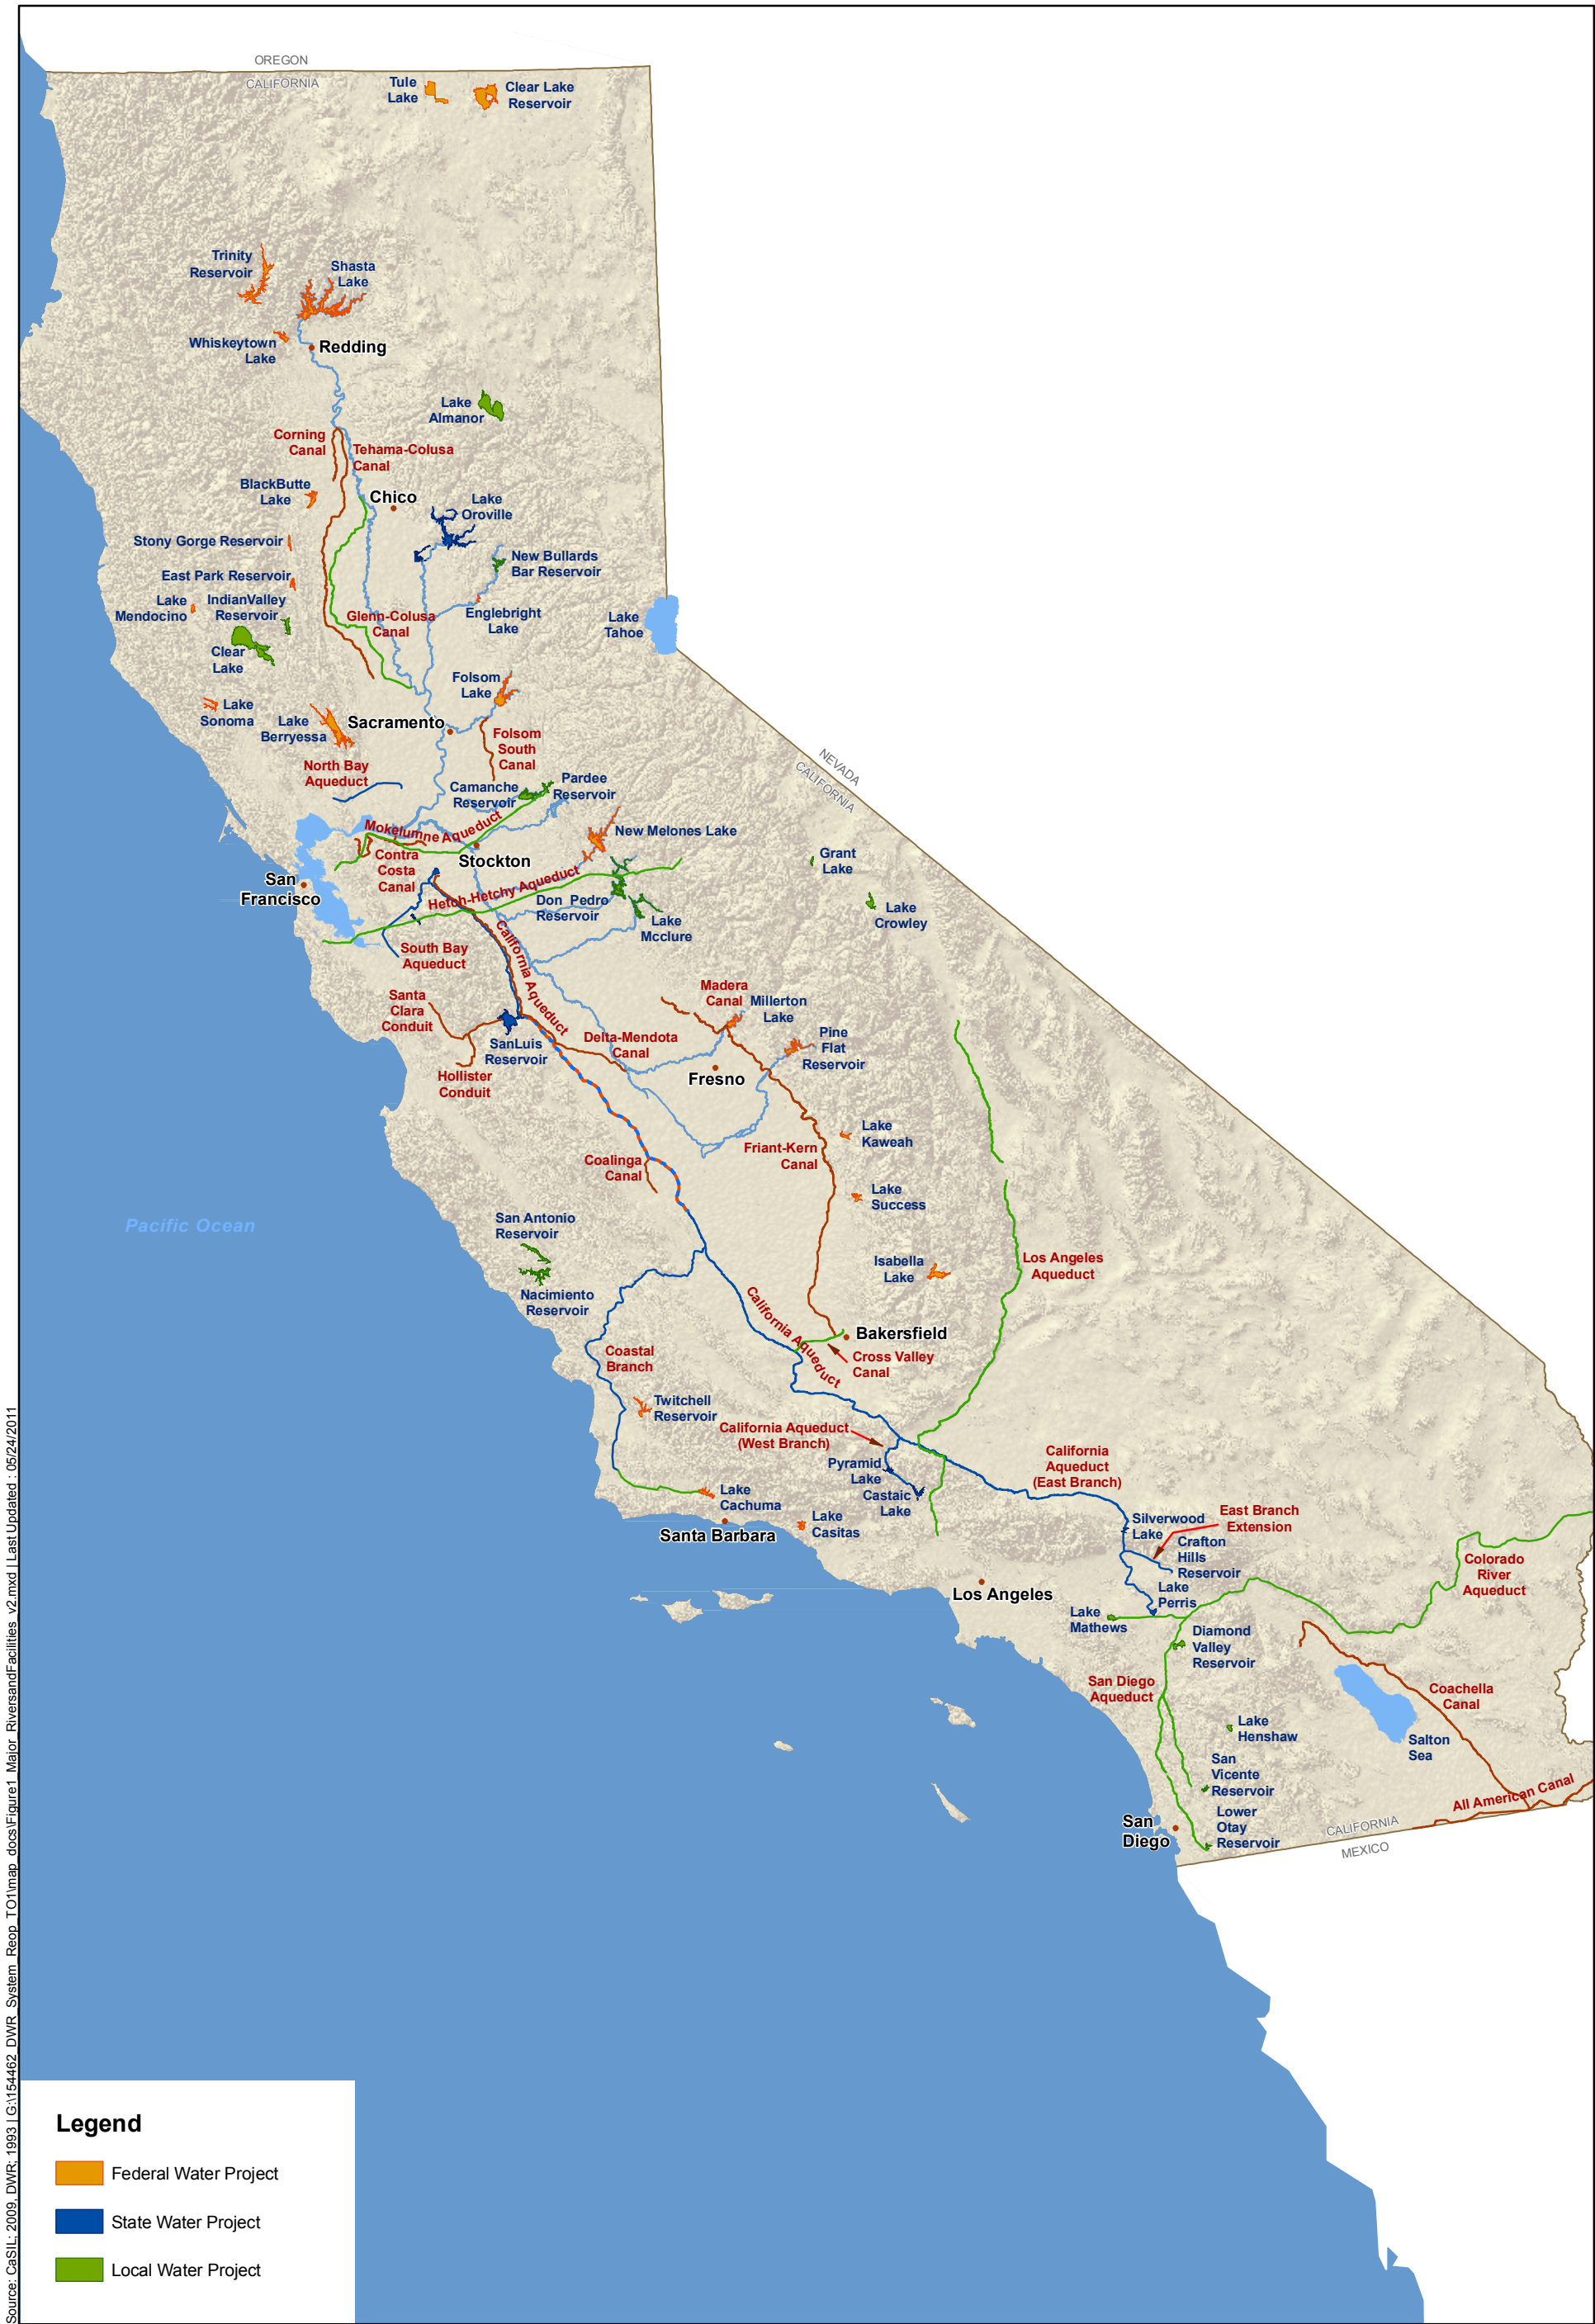 OREGON
CALIFORNIA
Tule
Lake
Clear Lake
Reservoir
Trinity
Reservoir
Shasta
Lake
Whiskeytown
Lake
Redding
Lake
Almanor
Corning
Canal
Tehama-Colusa
Canal
BlackButte
Lake
Chico
Lake
Oroville
Stony Gorge Reservoir
New Bullards
Bar Reservoir
East Park Reservoir
Lake
Mendocino
IndianValley
Reservoir
Glenn-Colusa
Canal
Englebright
Lake
Lake
Tahoe
Clear
Lake
Folsom
Lake
Lake
Sonoma
Lake
Berryessa
Sacramento
Folsom
South
Canal
North Bay
Aqueduct
NEVADA
CALIFORNIA
Camanche
Reservoir
Pardee
Reservoir
Mokelumne Aqueduct
New Melones Lake
Contra
Costa
Canal
Stockton
Grant
Lake
San
Francisco
Hetch-Hetchy Aqueduct
Don Pedro
Reservoir
Lake
Mcclure
Lake
Crowley
South Bay
Aqueduct
California Aqueduct
Santa
Clara
Conduit
Madera
Canal
Millerton
Lake
SanLuis
Reservoir
Delta-Mendota
Canal
Pine
Flat
Reservoir
Hollister
Conduit
Fresno
Lake
Kaweah
Friant-Kern
Canal
Coalinga
Canal
Lake
Success
Pacific Ocean
San Antonio
Reservoir
Isabella
Lake
Los Angeles
Aqueduct
Nacimiento
Reservoir
California Aqueduct
Bakersfield
Coastal
Branch
Cross Valley
Canal
Twitchell
Reservoir
California Aqueduct
(West Branch)
California
Aqueduct
(East Branch)
Pyramid
Lake
Castaic
Lake
Lake
Cachuma
Lake
Casitas
Santa Barbara
Silverwood
Lake
East Branch
Extension
Crafton
Hills
Reservoir
Colorado
River
Aqueduct
Los Angeles
Lake
Perris
Lake
Mathews
Diamond
Valley
Reservoir
San Diego
Aqueduct
Coachella
Canal
Lake
Henshaw
Salton
Sea
San
Vicente
Reservoir
All American Canal
Lower
Otay
Reservoir
San
Diego
CALIFORNIA
MEXICO
Legend
Federal Water Project
State Water Project
Local Water Project
Source: CaSIL; 2009, DWR; 1993 | G:\154462_DWR_System_Reop_TO1\map_docs\Figure1_Major_RiversandFacilities_v2.mxd | Last Updated : 05/24/2011